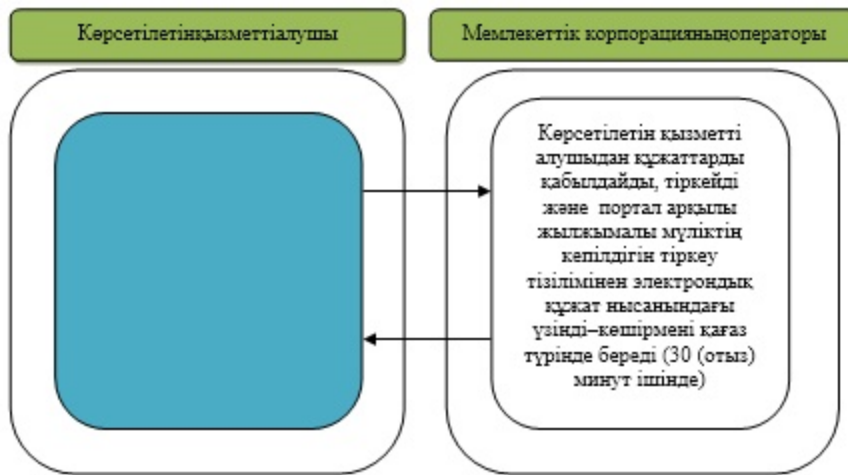 Көрсетілетінқызметтіалушы
Мемлекеттік корпорацияныңоператоры
Көрсетілетін қызметті
алушыдан құжаттарды
қабылдайды, тіркейді
және портал арқылы
жылжымалы мүліктің
кепілдігін тіркеу
тізілімінен электрондық
құжат нысанындағы
үзінді–көшірмені қағаз
түрінде береді (30 (отыз)
минут ішінде)